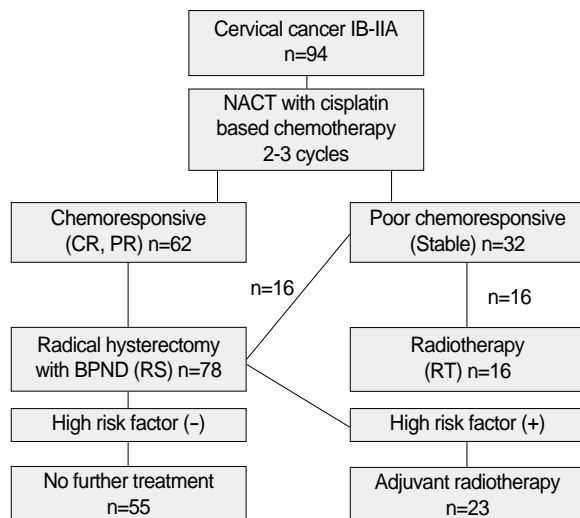 Cervical cancer IB-IIA
n=94
NACT with cisplatin
based chemotherapy
2-3 cycles
Chemoresponsive
(CR, PR) n=62
Poor chemoresponsive
(Stable) n=32
n=16
n=16
Radical hysterectomy
with BPND (RS) n=78
Radiotherapy
(RT) n=16
High risk factor (−)
High risk factor (+)
No further treatment
n=55
Adjuvant radiotherapy
n=23